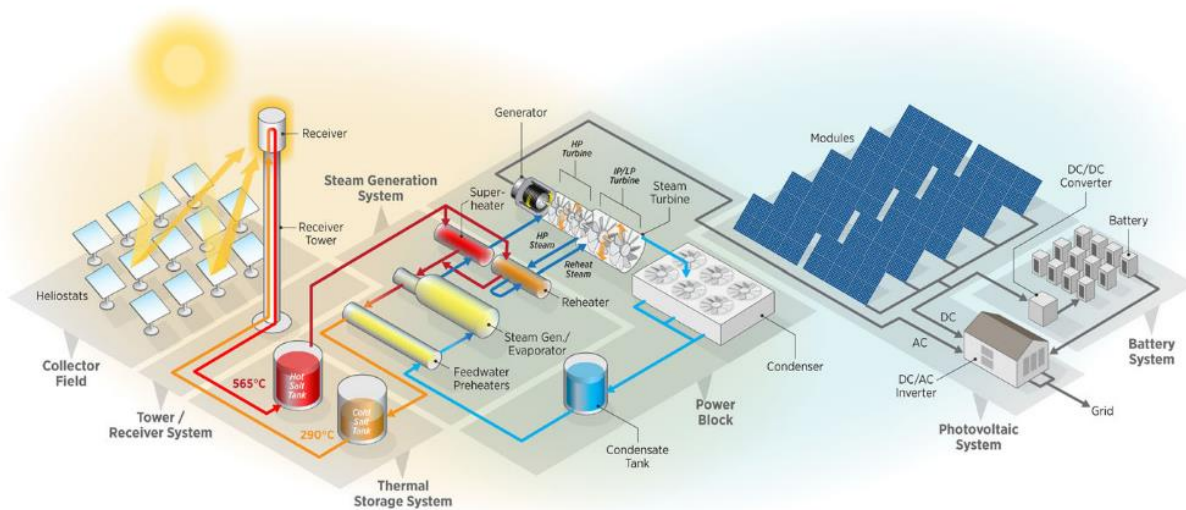 Receiver
Generator
HP
Turbine
IP/LP
Turbine
Steam
Turbine
Modules
DC/DC
Converter
Battery
Steam Generation
System
Super-
heater
Receiver
Tower
HP
Steam
Reheat
Steam
Heliostats
Reheater
Steam Gen./
Evaporator
Condenser
DC
AC
Collector
Field
565°C
Hot
Salt
Tank
Feedwater
Preheaters
Battery
System
DC/AC
Inverter
Tower /
Receiver System
290°C
Cold
Salt
Tank
Power
Block
Grid
Photovoltaic
System
Condensate
Tank
Thermal
Storage System